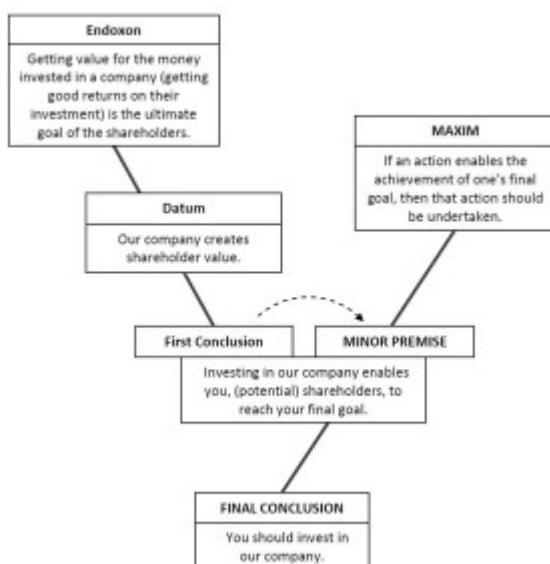 Endoxon
Getting value for the money
invested in a company (getting
good returns on their
investment) is the ultimate
goal of the shareholders.
MAXIM
If an action enables the
achievement of one's final
goal, then that action should
be undertaken.
Datum
Our company creates
shareholder value.
First Conclusion
MINOR PREMISE
Investing in our company enables
you, (potential) shareholders, to
reach your final goal.
FINAL CONCLUSION
You should invest in
our company.